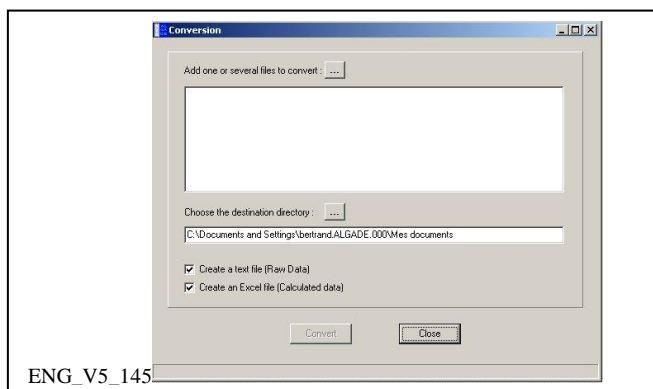 Conversion
Add one or several files to convert : ...
Choose the destination directory : ...
C:\Documents and Settings\bertrand.ALGADE.000\Mes documents
Create a text file (Raw Data)
Create an Excel file (Calculated data)
Convert Close
ENG_V5_145